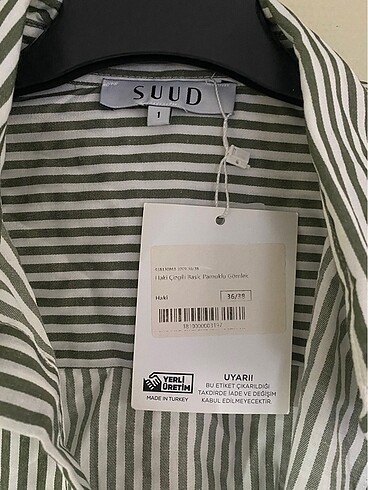 SUUD
1
Haki Çizgili Basic Pamuklu Gömlek
Haki
36/38
YERLİ
ÜRETİM
MADE IN TURKEY
UYARI!
BU ETİKET ÇIKARILDIĞI
TAKDİRDE İADE VE DEĞİŞİM
KABUL EDİLMEYECEKTİR.